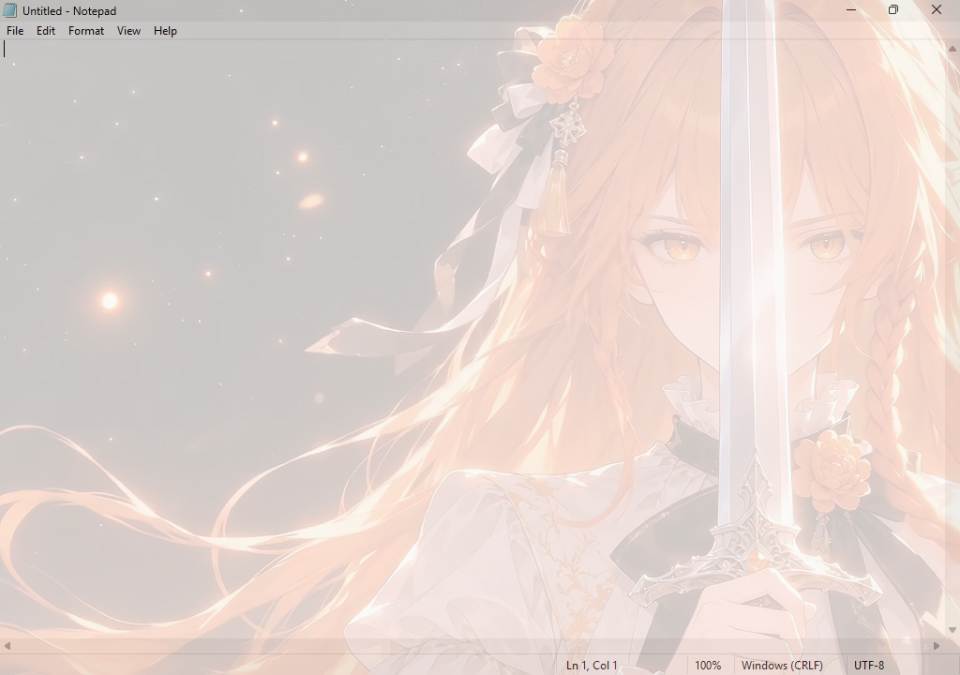 Untitled - Notepad
File Edit Format View Help
Ln 1, Col 1 100% Windows (CRLF) UTF-8